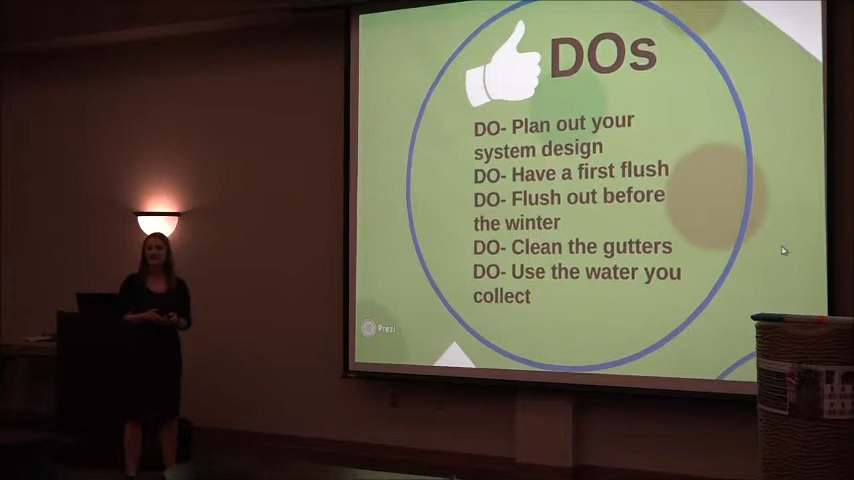 DOs
DO- Plan out your
system design
DO- Have a first flush
DO- Flush out before
the winter
DO- Clean the gutters
DO- Use the water you
collect
Prezi